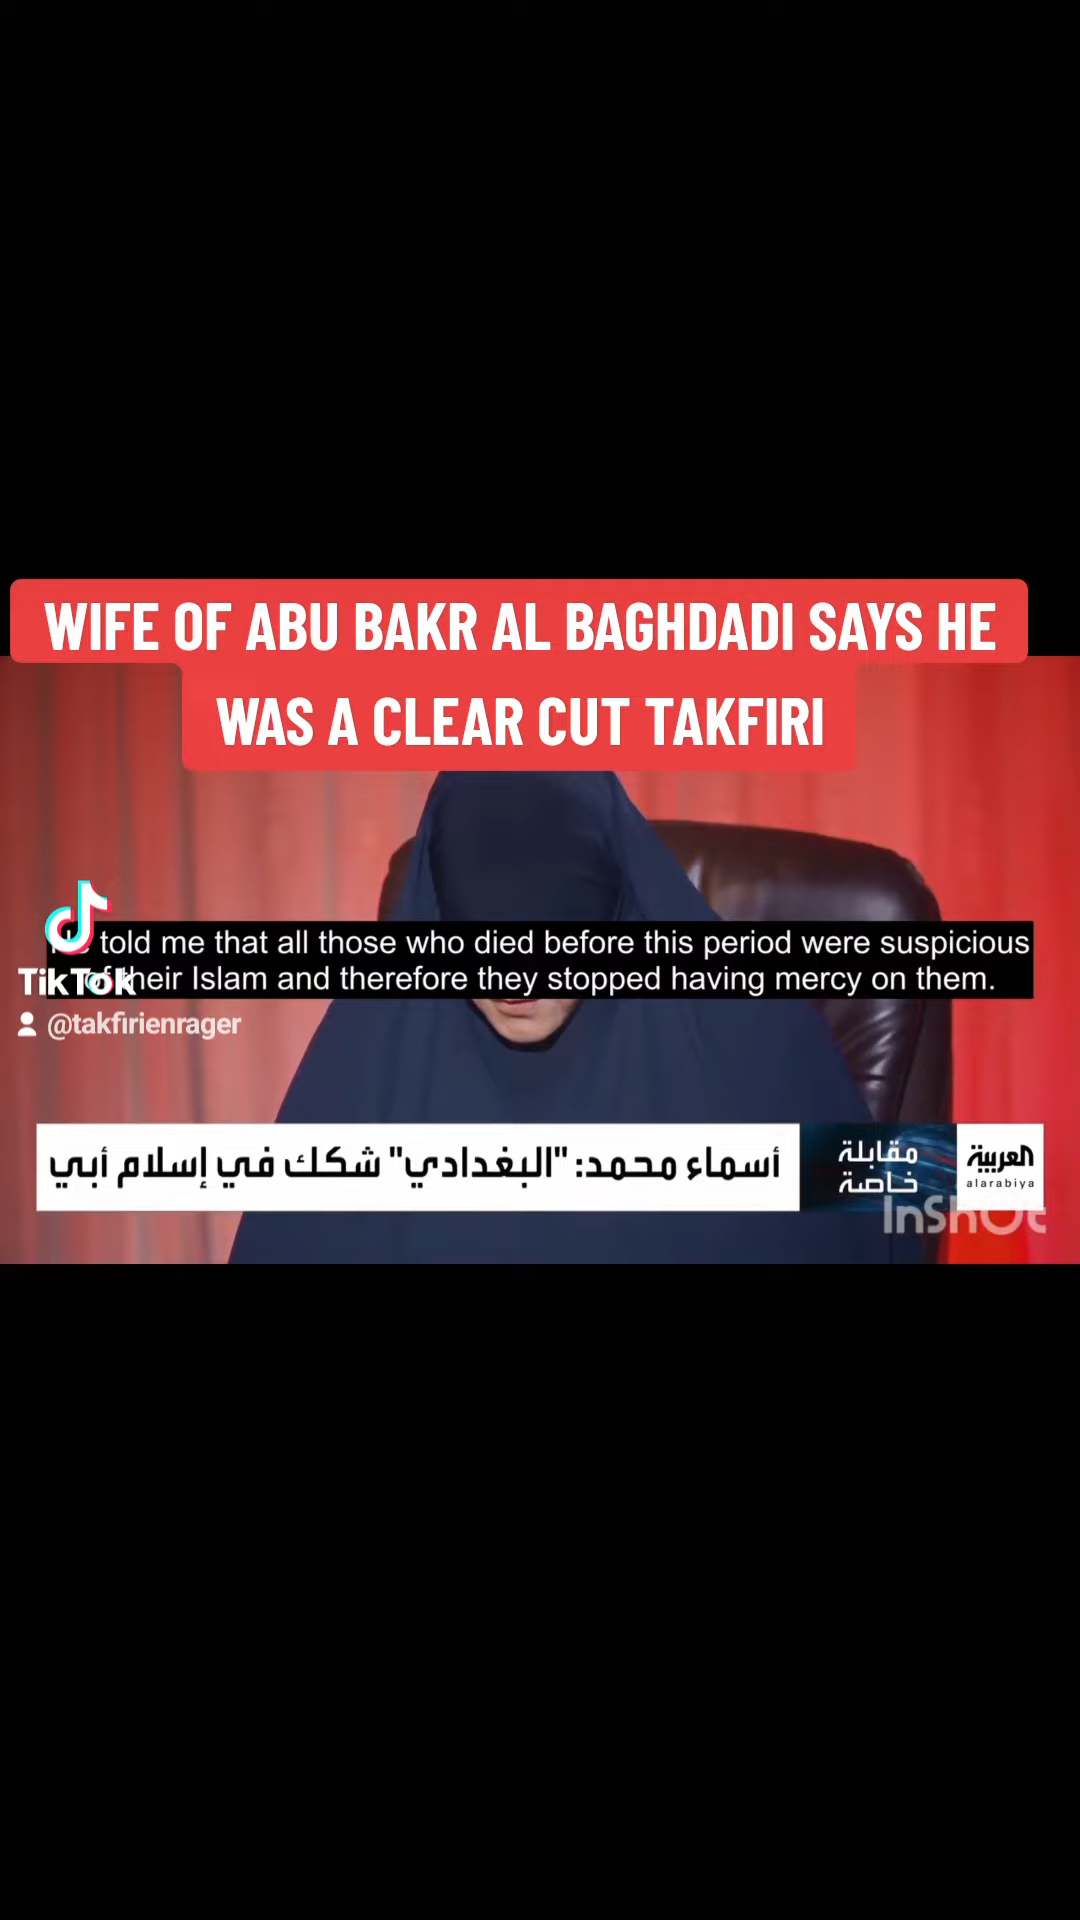 WIFE OF ABU BAKR AL BAGHDADI SAYS HE
WAS A CLEAR CUT TAKFIRI
told me that all those who died before this period were suspicious
of their Islam and therefore they stopped having mercy on them.
TikTok
@takfirienrager
أسماء محمد: "البغدادي" شكك في إسلام أبي
مقابلة
خاصة
العربية
alarabiya
InShOt